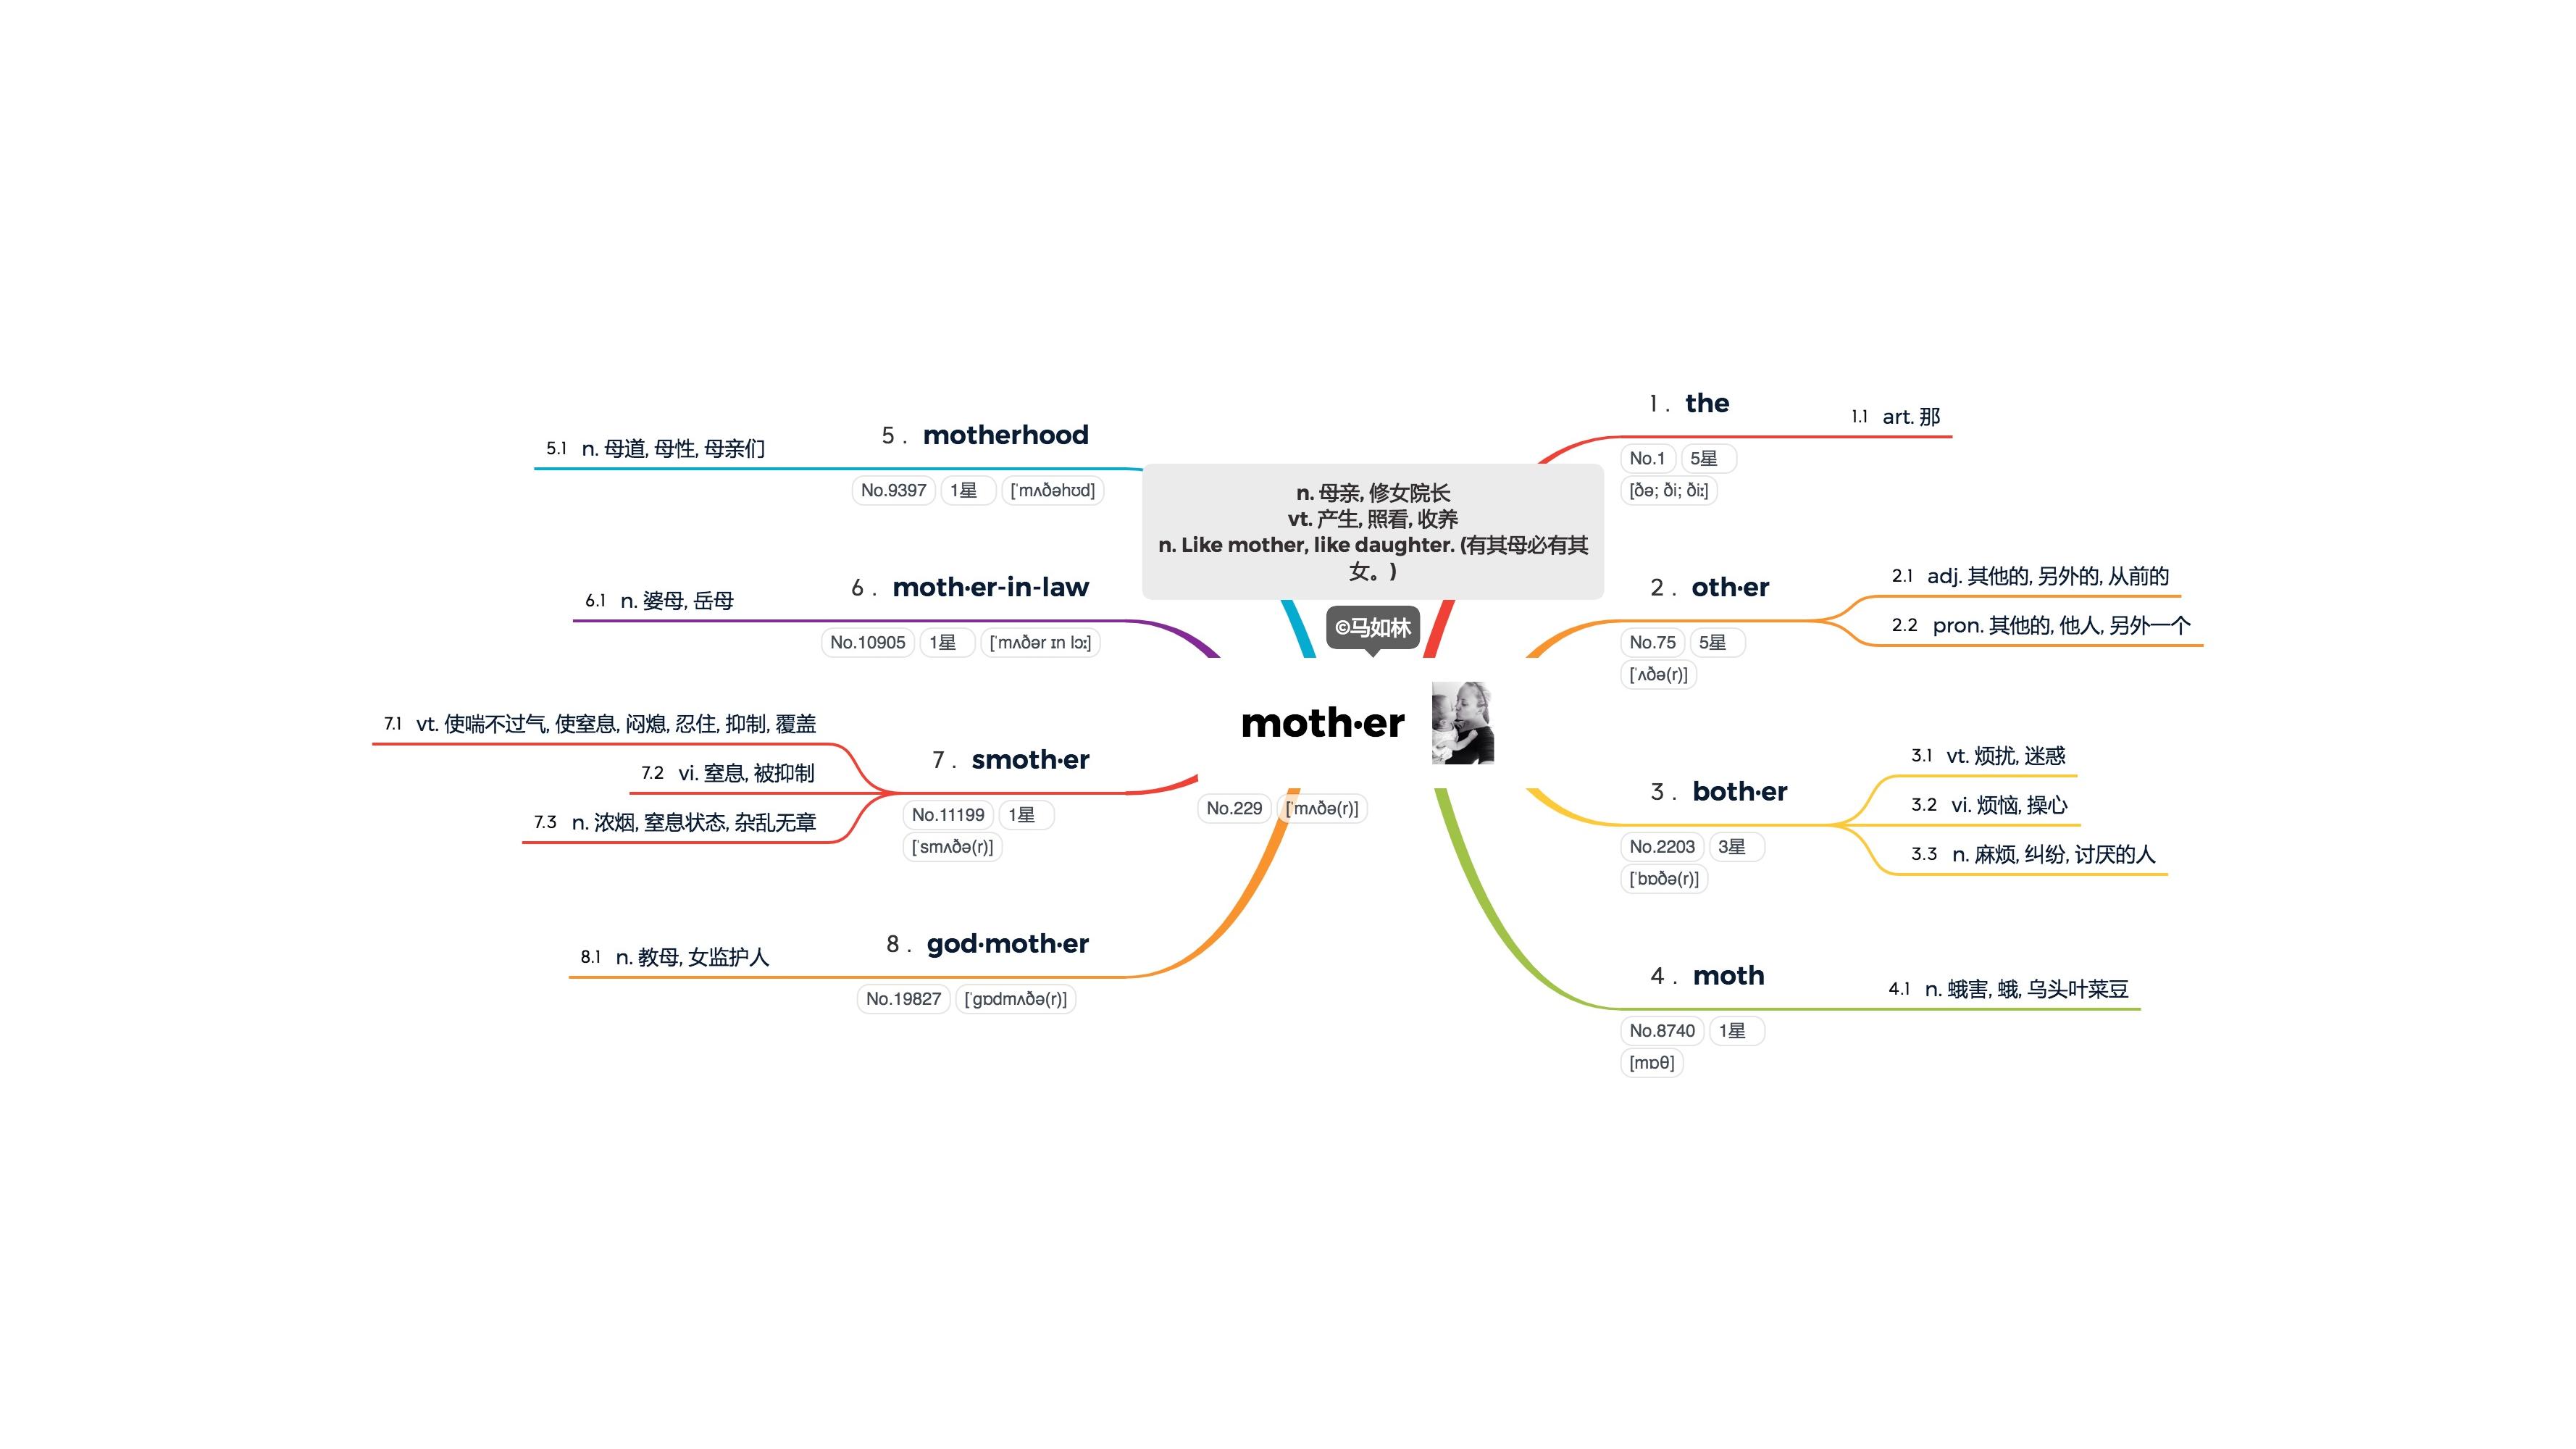 n. 母亲, 修女院长
vt. 产生, 照看, 收养
n. Like mother, like daughter. (有其母必有其
女。)
©马如林
moth·er
No.229 [ˈmʌðə(r)]
1 . the
No.1 5星
[ðə; ði; ðiː]
1.1 art. 那
2 . oth·er
No.75 5星
[ˈʌðə(r)]
2.1 adj. 其他的, 另外的, 从前的
2.2 pron. 其他的, 他人, 另外一个
3 . both·er
No.2203 3星
[ˈbɒðə(r)]
3.1 vt. 烦扰, 迷惑
3.2 vi. 烦恼, 操心
3.3 n. 麻烦, 纠纷, 讨厌的人
4 . moth
No.8740 1星
[mɒθ]
4.1 n. 蛾害, 蛾, 乌头叶菜豆
5 . motherhood
No.9397 1星 [ˈmʌðəhʊd]
5.1 n. 母道, 母性, 母亲们
6 . moth·er-in-law
No.10905 1星 [ˈmʌðər ɪn lɔː]
6.1 n. 婆母, 岳母
7 . smoth·er
No.11199 1星
[ˈsmʌðə(r)]
7.1 vt. 使喘不过气, 使窒息, 闷熄, 忍住, 抑制, 覆盖
7.2 vi. 窒息, 被抑制
7.3 n. 浓烟, 窒息状态, 杂乱无章
8 . god·moth·er
No.19827 [ˈɡɒdmʌðə(r)]
8.1 n. 教母, 女监护人